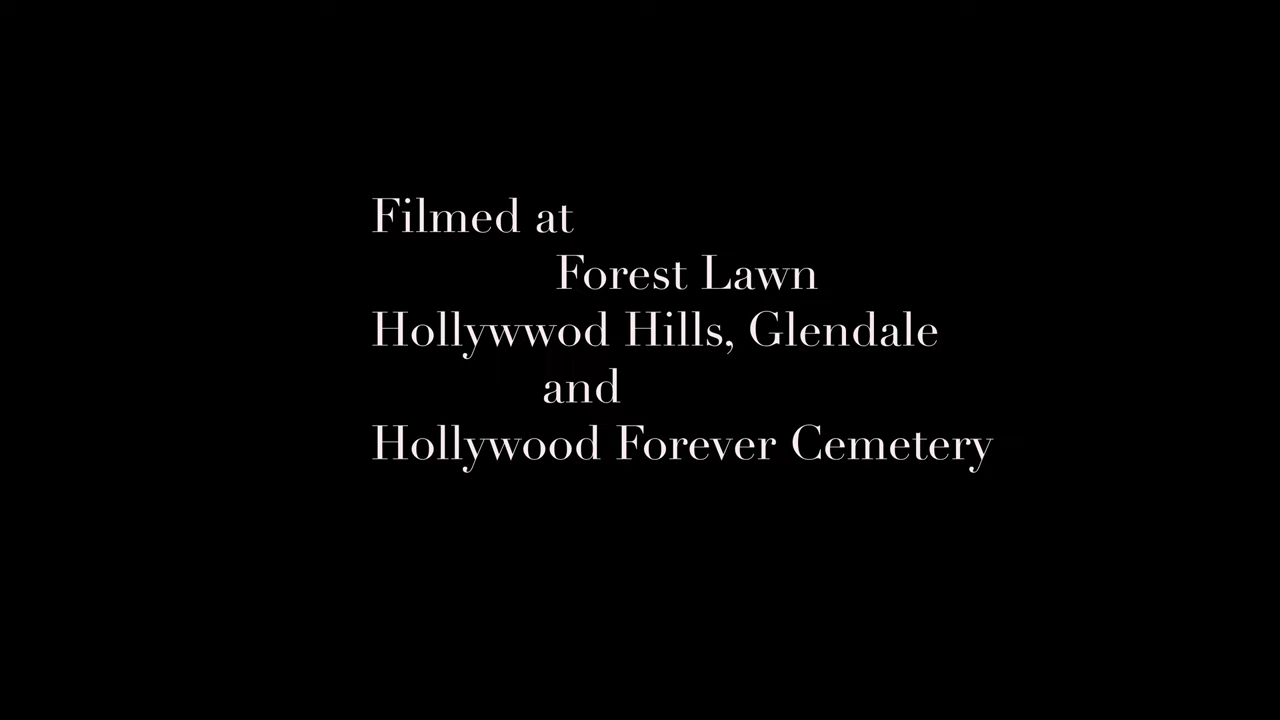 Filmed at
Forest Lawn
Hollywwod Hills, Glendale
and
Hollywood Forever Cemetery